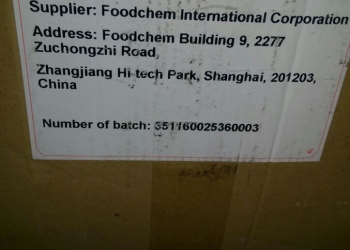 Supplier: Foodchem International Corporation
Address: Foodchem Building 9, 2277
Zuchongzhi Road,
Zhangjiang Hi tech Park, Shanghai, 201203,
China
Number of batch: 351160025360003